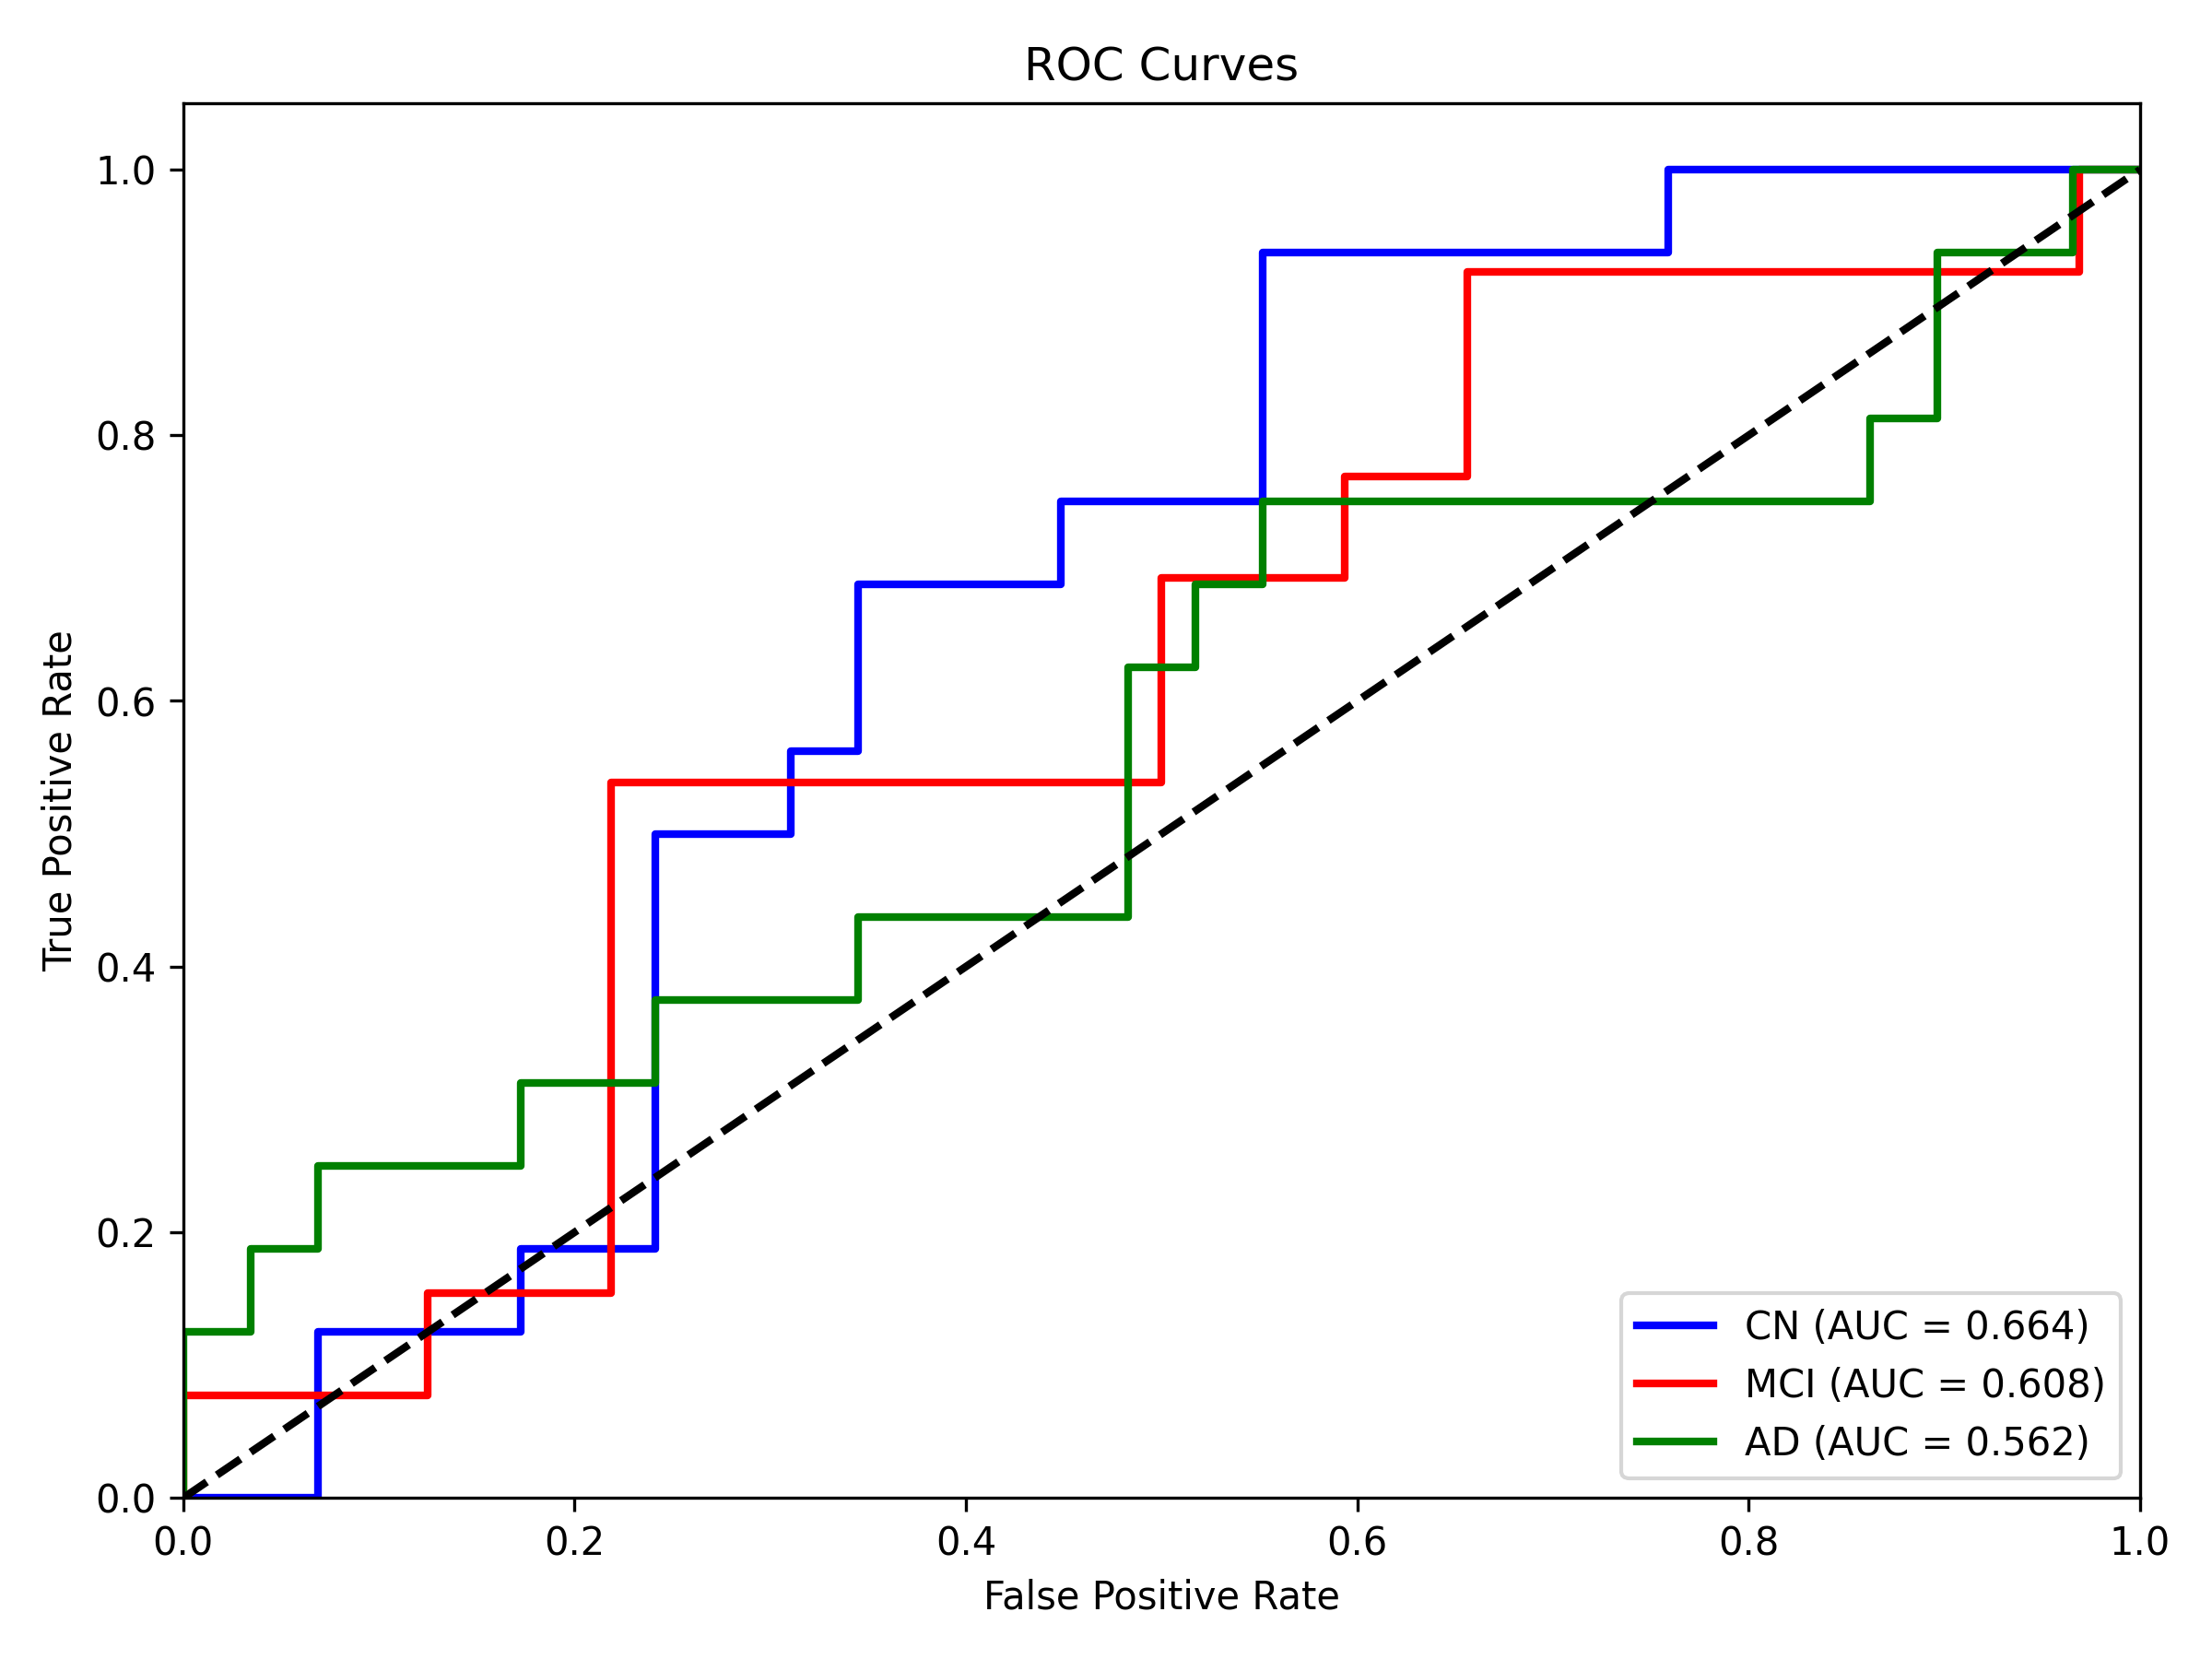 ROC Curves
1.0
0.8
0.6
0.4
0.2
0.0
True Positive Rate
0.0 0.2 0.4 0.6 0.8 1.0
False Positive Rate
CN (AUC = 0.664)
MCI (AUC = 0.608)
AD (AUC = 0.562)